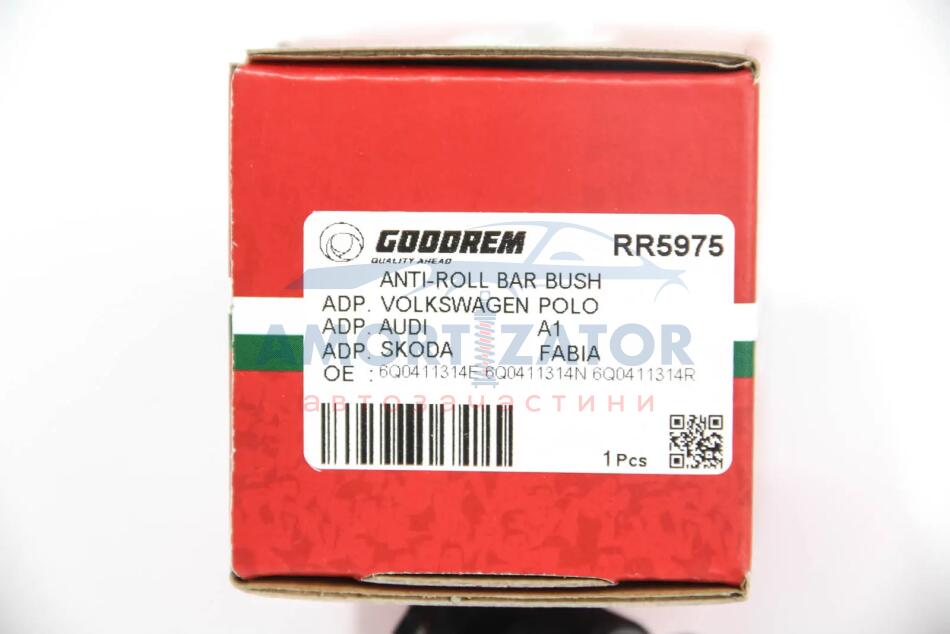 GOODREM RR5975
QUALITY AHEAD
ANTI-ROLL BAR BUSH
ADP. VOLKSWAGEN POLO
ADP. AUDI A1
ADP. SKODA FABIA
OE : 6Q0411314F 6Q0411314N 6Q0411314R
AMORTIZATOR
автозапчастини
1 Pcs